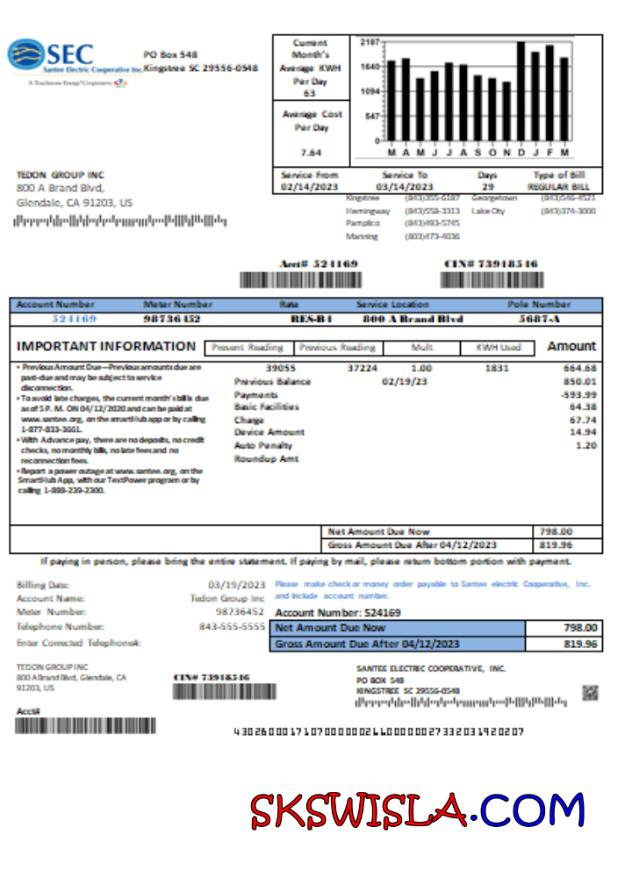 SEC
Santee Electric Cooperative Inc.
A Touchstone Energy Cooperative
PO Box 548
Kingstree SC 29556-0548
Current
Month's
Average KWH
Per Day
63
Average Cost
Per Day
7.64
2187
1640
1094
547
0
M A M J J A S O N D J F M
Service From Service To Days Type of Bill
02/14/2023 03/14/2023 29 REGULAR BILL
TEDON GROUP INC
800 A Brand Blvd,
Glendale, CA 91203, US
Kingstree (843)355-6187 Georgetown (843)546-4521
Hemingway (843)558-3313 Lake City (843)374-3000
Pamplico (843)493-5745
Manning (803)473-4036
Acct# 524169 CIN# 73918546
Account Number Meter Number Rate Service Location Pole Number
524169 98736452 RES-B4 800 A Brand Blvd 5687-A
IMPORTANT INFORMATION Present Reading Previous Reading Mult KWH Used Amount
39055 37224 1.00 1831 664.68
Previous Balance 02/19/23 850.01
Payments -593.99
Basic Facilities 64.38
Charge 67.74
Device Amount 14.94
Auto Penalty 1.20
Roundup Amt
• Previous Amount Due—Previous amounts due are
past-due and may be subject to service
disconnection.
• To avoid late charges, the current month's bill is due
as of 5 P. M. ON 04/12/2020 and can be paid at
www.santee.org, on the smartHub app or by calling
1-877-833-3661.
• With Advance pay, there are no deposits, no credit
checks, no monthly bills, no late fees and no
reconnection fees.
• Report a power outage at www.santee.org, on the
SmartHub App, with our TextPower program or by
calling 1-888-239-2300.
Net Amount Due Now 798.00
Gross Amount Due After 04/12/2023 819.96
If paying in person, please bring the entire statement. If paying by mail, please return bottom portion with payment.
Billling Date: 03/19/2023
Account Name: Tedon Group Inc
Meter Number: 98736452
Telephone Number: 843-555-5555
Enter Corrected Telephone#:
Please make check or money order payable to Santee electric Cooperative, Inc.
and Include account number.
Account Number: 524169
Net Amount Due Now 798.00
Gross Amount Due After 04/12/2023 819.96
TEDON GROUP INC
800 A Brand Blvd, Glendale, CA
91203, US
CIN# 73918546
SANTEE ELECTRIC COOPERATIVE, INC.
PO BOX 548
KINGSTREE SC 29556-0548
Acct#
SKSWISLA.COM